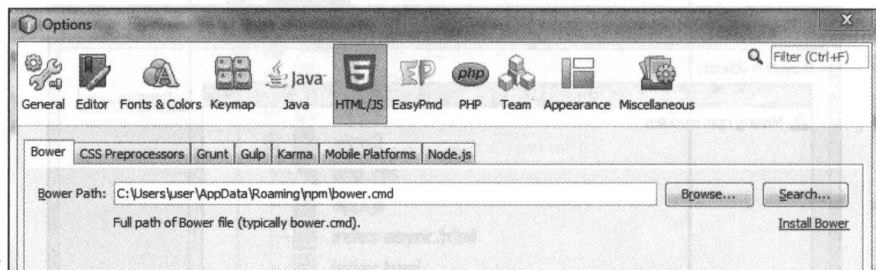 Options
Filter (Ctrl+F)
General Editor Fonts & Colors Keymap Java HTML/JS EasyPmd PHP Team Appearance Miscellaneous
Bower CSS Preprocessors Grunt Gulp Karma Mobile Platforms Node.js
Bower Path: C:\Users\user\AppData\Roaming\npm\bower.cmd Browse... Search...
Full path of Bower file (typically bower.cmd). Install Bower